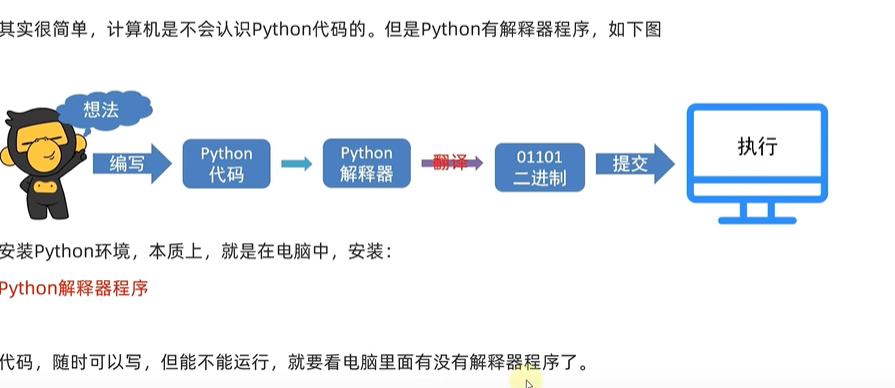 其实很简单，计算机是不会认识Python代码的。但是Python有解释器程序，如下图
想法
编写
Python
代码
Python
解释器
翻译
01101
二进制
提交
执行
安装Python环境，本质上，就是在电脑中，安装：
Python解释器程序
代码，随时可以写，但能不能运行，就要看电脑里面有没有解释器程序了。